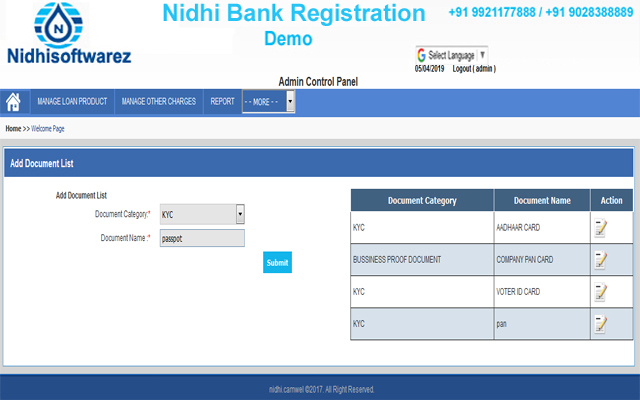 Nidhi Bank Registration
Demo
+91 9921177888 / +91 9028388889
Nidhisoftwarez
G Select Language ▼
05/04/2019 Logout ( admin )
Admin Control Panel
MANAGE LOAN PRODUCT MANAGE OTHER CHARGES REPORT - - MORE - -
Home >> Welcome Page
Add Document List
Add Document List
Document Category:* KYC
Document Name :* passpot
Submit
Document Category Document Name Action
KYC AADHAAR CARD
BUSSINESS PROOF DOCUMENT COMPANY PAN CARD
KYC VOTER ID CARD
KYC pan
nidhi.camwel ©2017. All Right Reserved.